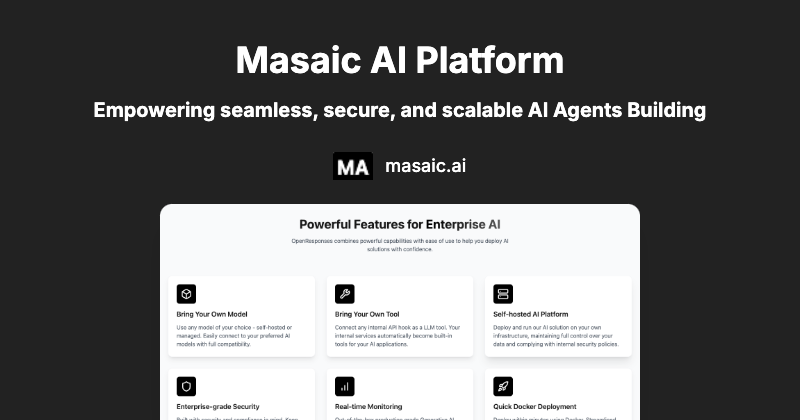 Masaic AI Platform
Empowering seamless, secure, and scalable AI Agents Building
MA masaic.ai
Powerful Features for Enterprise AI
OpenResponses combines powerful capabilities with ease of use to help you deploy AI
solutions with confidence.
Bring Your Own Model
Use any model of your choice - self-hosted or
managed. Easily connect to your preferred AI
models with full compatibility.
Bring Your Own Tool
Connect any internal API hook as a LLM tool. Your
internal services automatically become built-in
tools for your AI applications.
Self-hosted AI Platform
Deploy and run our AI solution on your own
infrastructure, maintaining full control over your
data and complying with internal security policies.
Enterprise-grade Security
Real-time Monitoring
Quick Docker Deployment